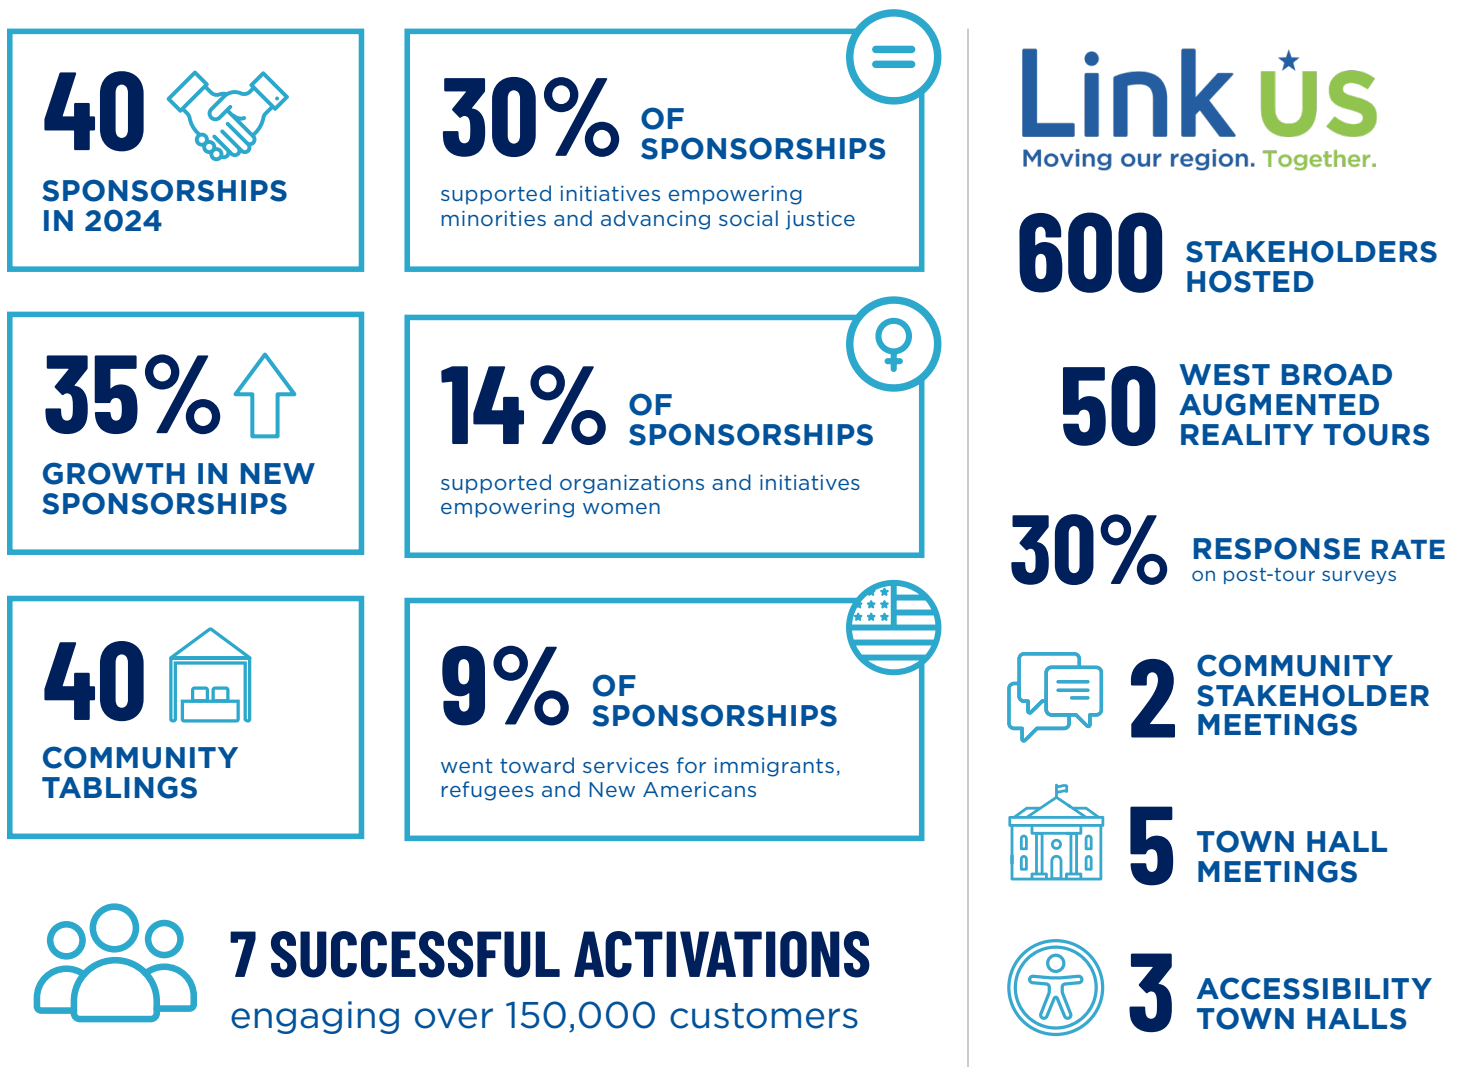 40
SPONSORSHIPS
IN 2024
30% OF
SPONSORSHIPS
supported initiatives empowering
minorities and advancing social justice
35%
GROWTH IN NEW
SPONSORSHIPS
14% OF
SPONSORSHIPS
supported organizations and initiatives
empowering women
40
COMMUNITY
TABLINGS
9% OF
SPONSORSHIPS
went toward services for immigrants,
refugees and New Americans
7 SUCCESSFUL ACTIVATIONS
engaging over 150,000 customers
Link US
Moving our region. Together.
600 STAKEHOLDERS
HOSTED
50 WEST BROAD
AUGMENTED
REALITY TOURS
30% RESPONSE RATE
on post-tour surveys
2 COMMUNITY
STAKEHOLDER
MEETINGS
5 TOWN HALL
MEETINGS
3 ACCESSIBILITY
TOWN HALLS